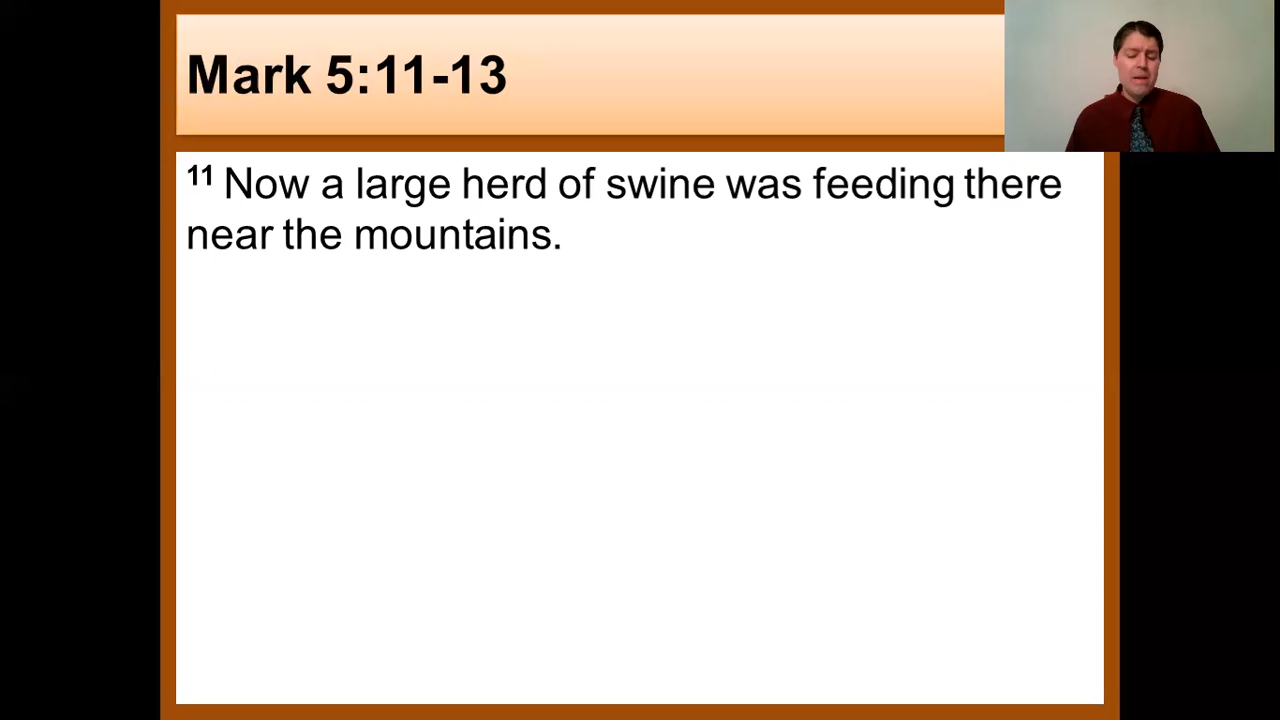 Mark 5:11-13
11 Now a large herd of swine was feeding there
near the mountains.